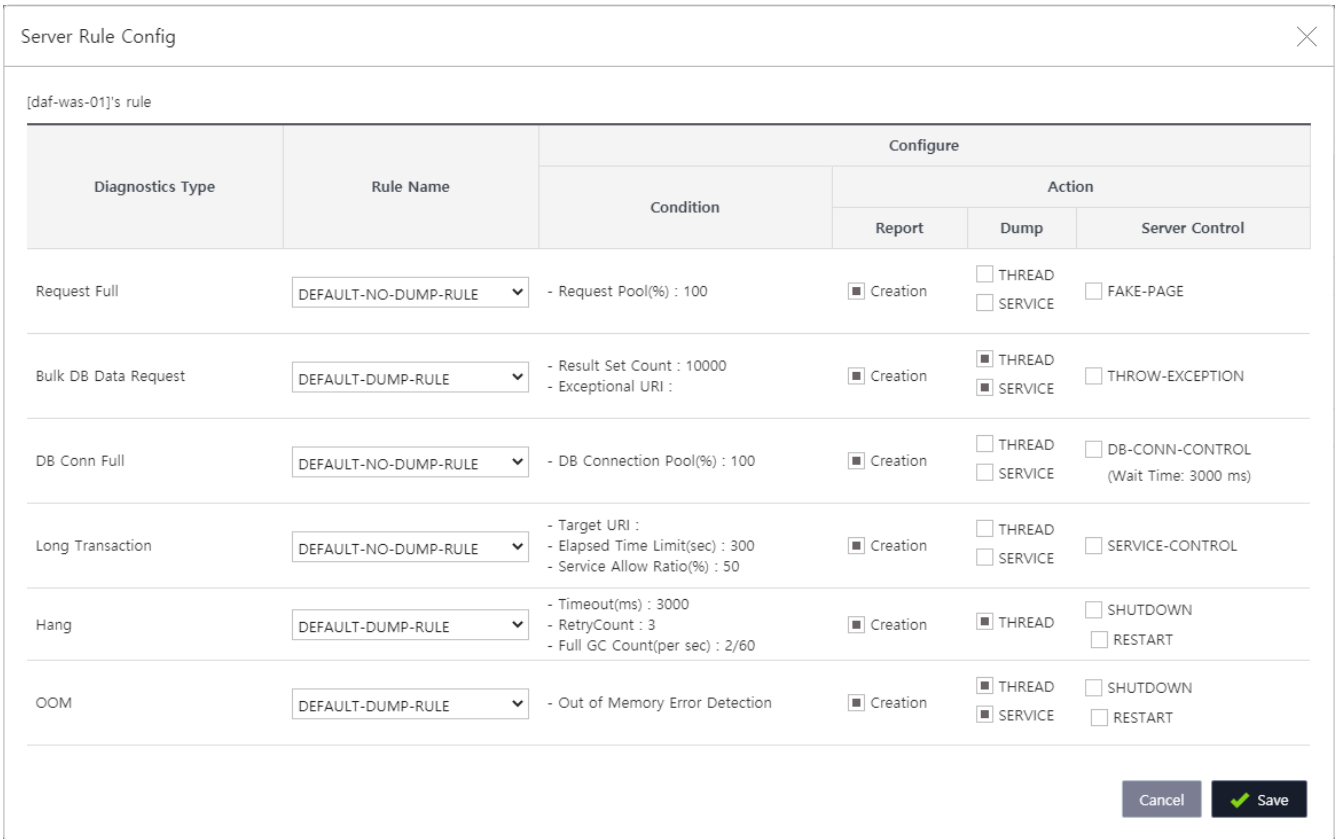 Server Rule Config
[daf-was-01]'s rule
Diagnostics Type
Rule Name
Configure
Condition
Action
Report
Dump
Server Control
Request Full
DEFAULT-NO-DUMP-RULE
- Request Pool(%) : 100
Creation
THREAD
SERVICE
FAKE-PAGE
Bulk DB Data Request
DEFAULT-DUMP-RULE
- Result Set Count : 10000
- Exceptional URI :
Creation
THREAD
SERVICE
THROW-EXCEPTION
DB Conn Full
DEFAULT-NO-DUMP-RULE
- DB Connection Pool(%) : 100
Creation
THREAD
SERVICE
DB-CONN-CONTROL
(Wait Time: 3000 ms)
Long Transaction
DEFAULT-NO-DUMP-RULE
- Target URI :
- Elapsed Time Limit(sec) : 300
- Service Allow Ratio(%) : 50
Creation
THREAD
SERVICE
SERVICE-CONTROL
Hang
DEFAULT-DUMP-RULE
- Timeout(ms) : 3000
- RetryCount : 3
- Full GC Count(per sec) : 2/60
Creation
THREAD
SHUTDOWN
RESTART
OOM
DEFAULT-DUMP-RULE
- Out of Memory Error Detection
Creation
THREAD
SERVICE
SHUTDOWN
RESTART
Cancel
Save